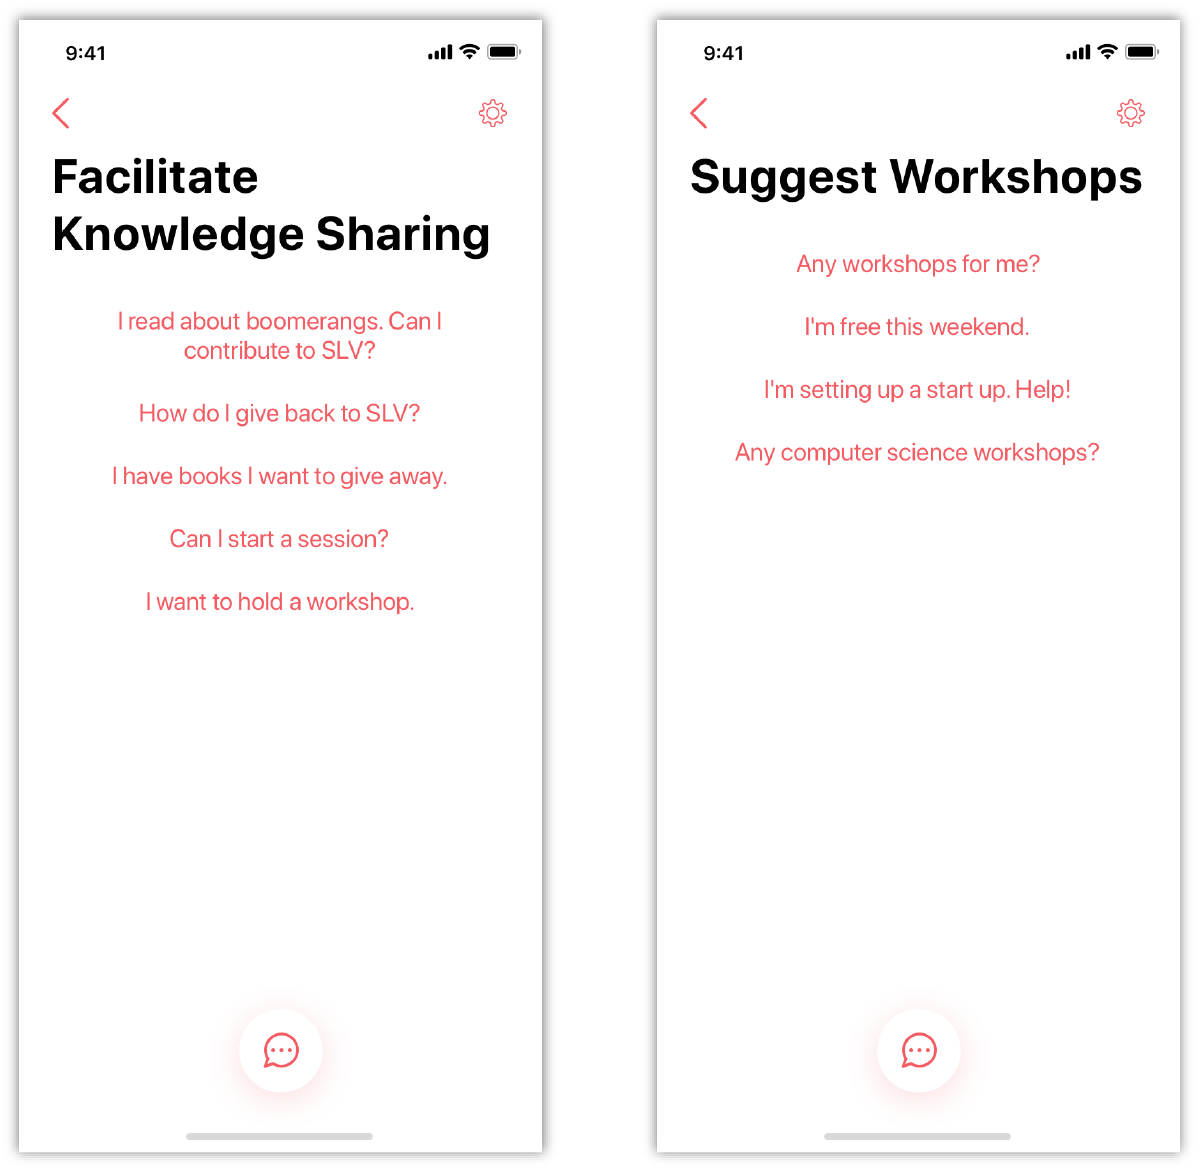 9:41
Facilitate
Knowledge Sharing
I read about boomerangs. Can I
contribute to SLV?
How do I give back to SLV?
I have books I want to give away.
Can I start a session?
I want to hold a workshop.
9:41
Suggest Workshops
Any workshops for me?
I'm free this weekend.
I'm setting up a start up. Help!
Any computer science workshops?